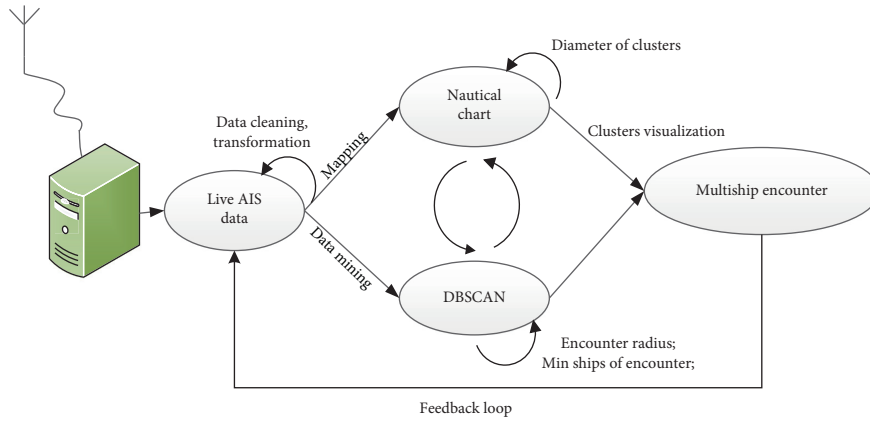 Diameter of clusters
Nautical
chart
Data cleaning,
transformation
Mapping
Clusters visualization
Live AIS
data
Multiship encounter
Data mining
DBSCAN
Encounter radius;
Min ships of encounter;
Feedback loop